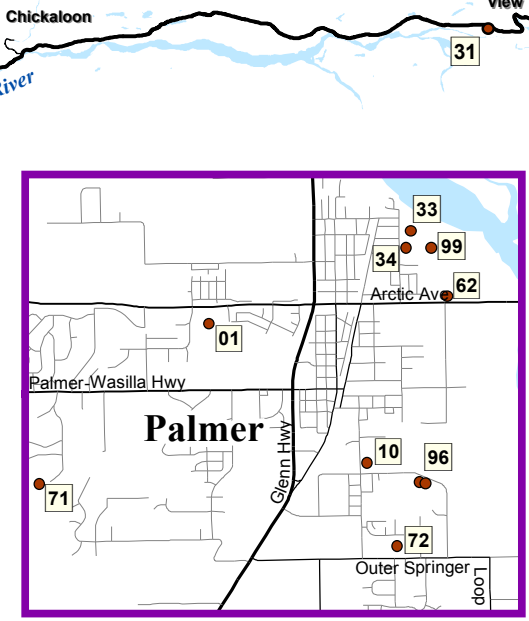 View
Chickaloon
31
River
33
34
99
62
Arctic Ave
01
Palmer-Wasilla Hwy
Palmer
Glenn Hwy
10
96
71
72
Outer Springer
Loop